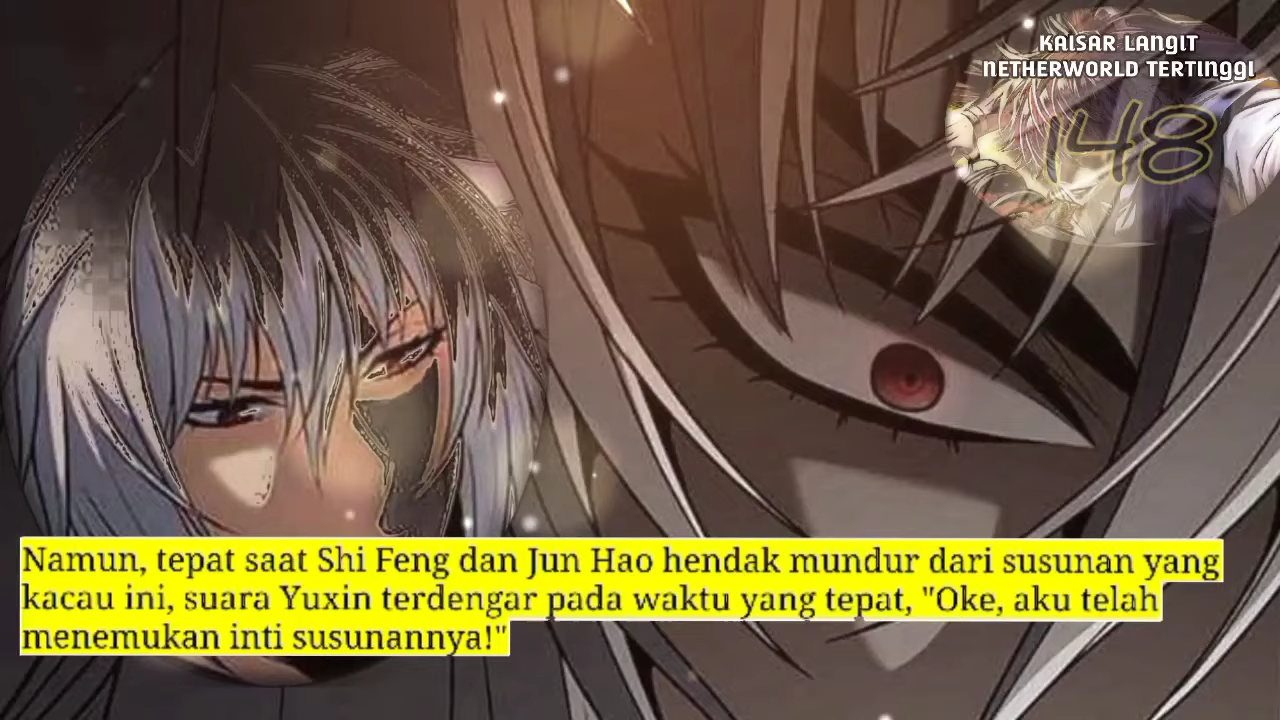 KAISAR LANGIT
NETHERWORLD TERTINGGI
148
Namun, tepat saat Shi Feng dan Jun Hao hendak mundur dari susunan yang
kacau ini, suara Yuxin terdengar pada waktu yang tepat, "Oke, aku telah
menemukan inti susunannya!"